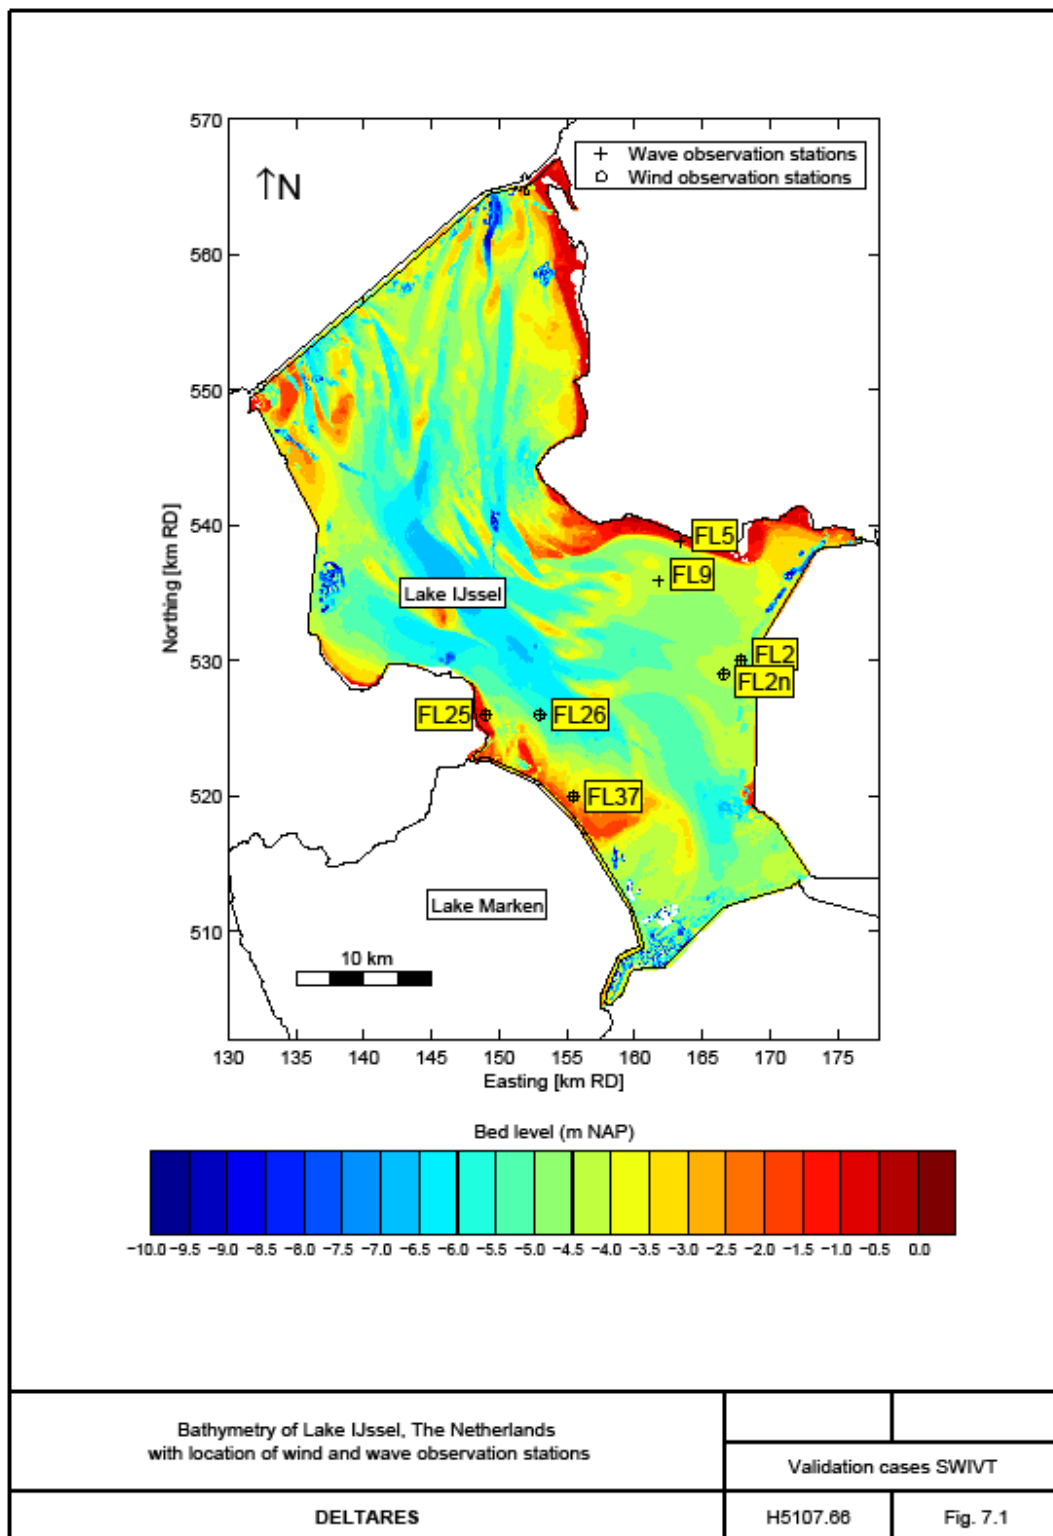 570
Wave observation stations
Wind observation stations
↑N
560
550
540
FL5
FL9
Lake IJssel
Northing [km RD]
530
FL2
FL2n
FL25
FL26
520
FL37
Lake Marken
510
10 km
130 135 140 145 150 155 160 165 170 175
Easting [km RD]
Bed level (m NAP)
−10.0 −9.5 −9.0 −8.5 −8.0 −7.5 −7.0 −6.5 −6.0 −5.5 −5.0 −4.5 −4.0 −3.5 −3.0 −2.5 −2.0 −1.5 −1.0 −0.5 0.0
Bathymetry of Lake IJssel, The Netherlands
with location of wind and wave observation stations
Validation cases SWIVT
DELTARES
H5107.66
Fig. 7.1